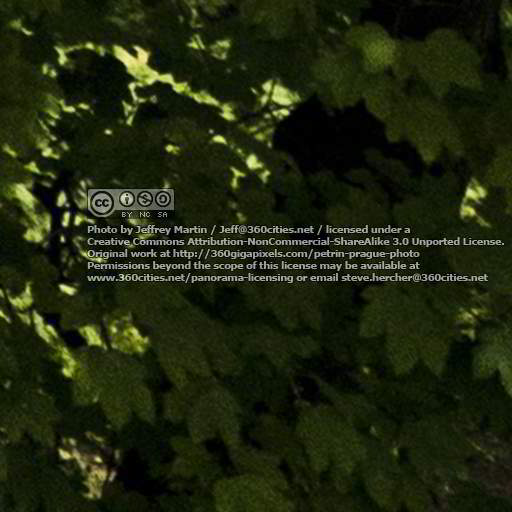 cc
BY NC SA
Photo by Jeffrey Martin / Jeff@360cities.net / licensed under a
Creative Commons Attribution-NonCommercial-ShareAlike 3.0 Unported License.
Original work at http://360gigapixels.com/petrin-prague-photo
Permissions beyond the scope of this license may be available at
www.360cities.net/panorama-licensing or email steve.hercher@360cities.net